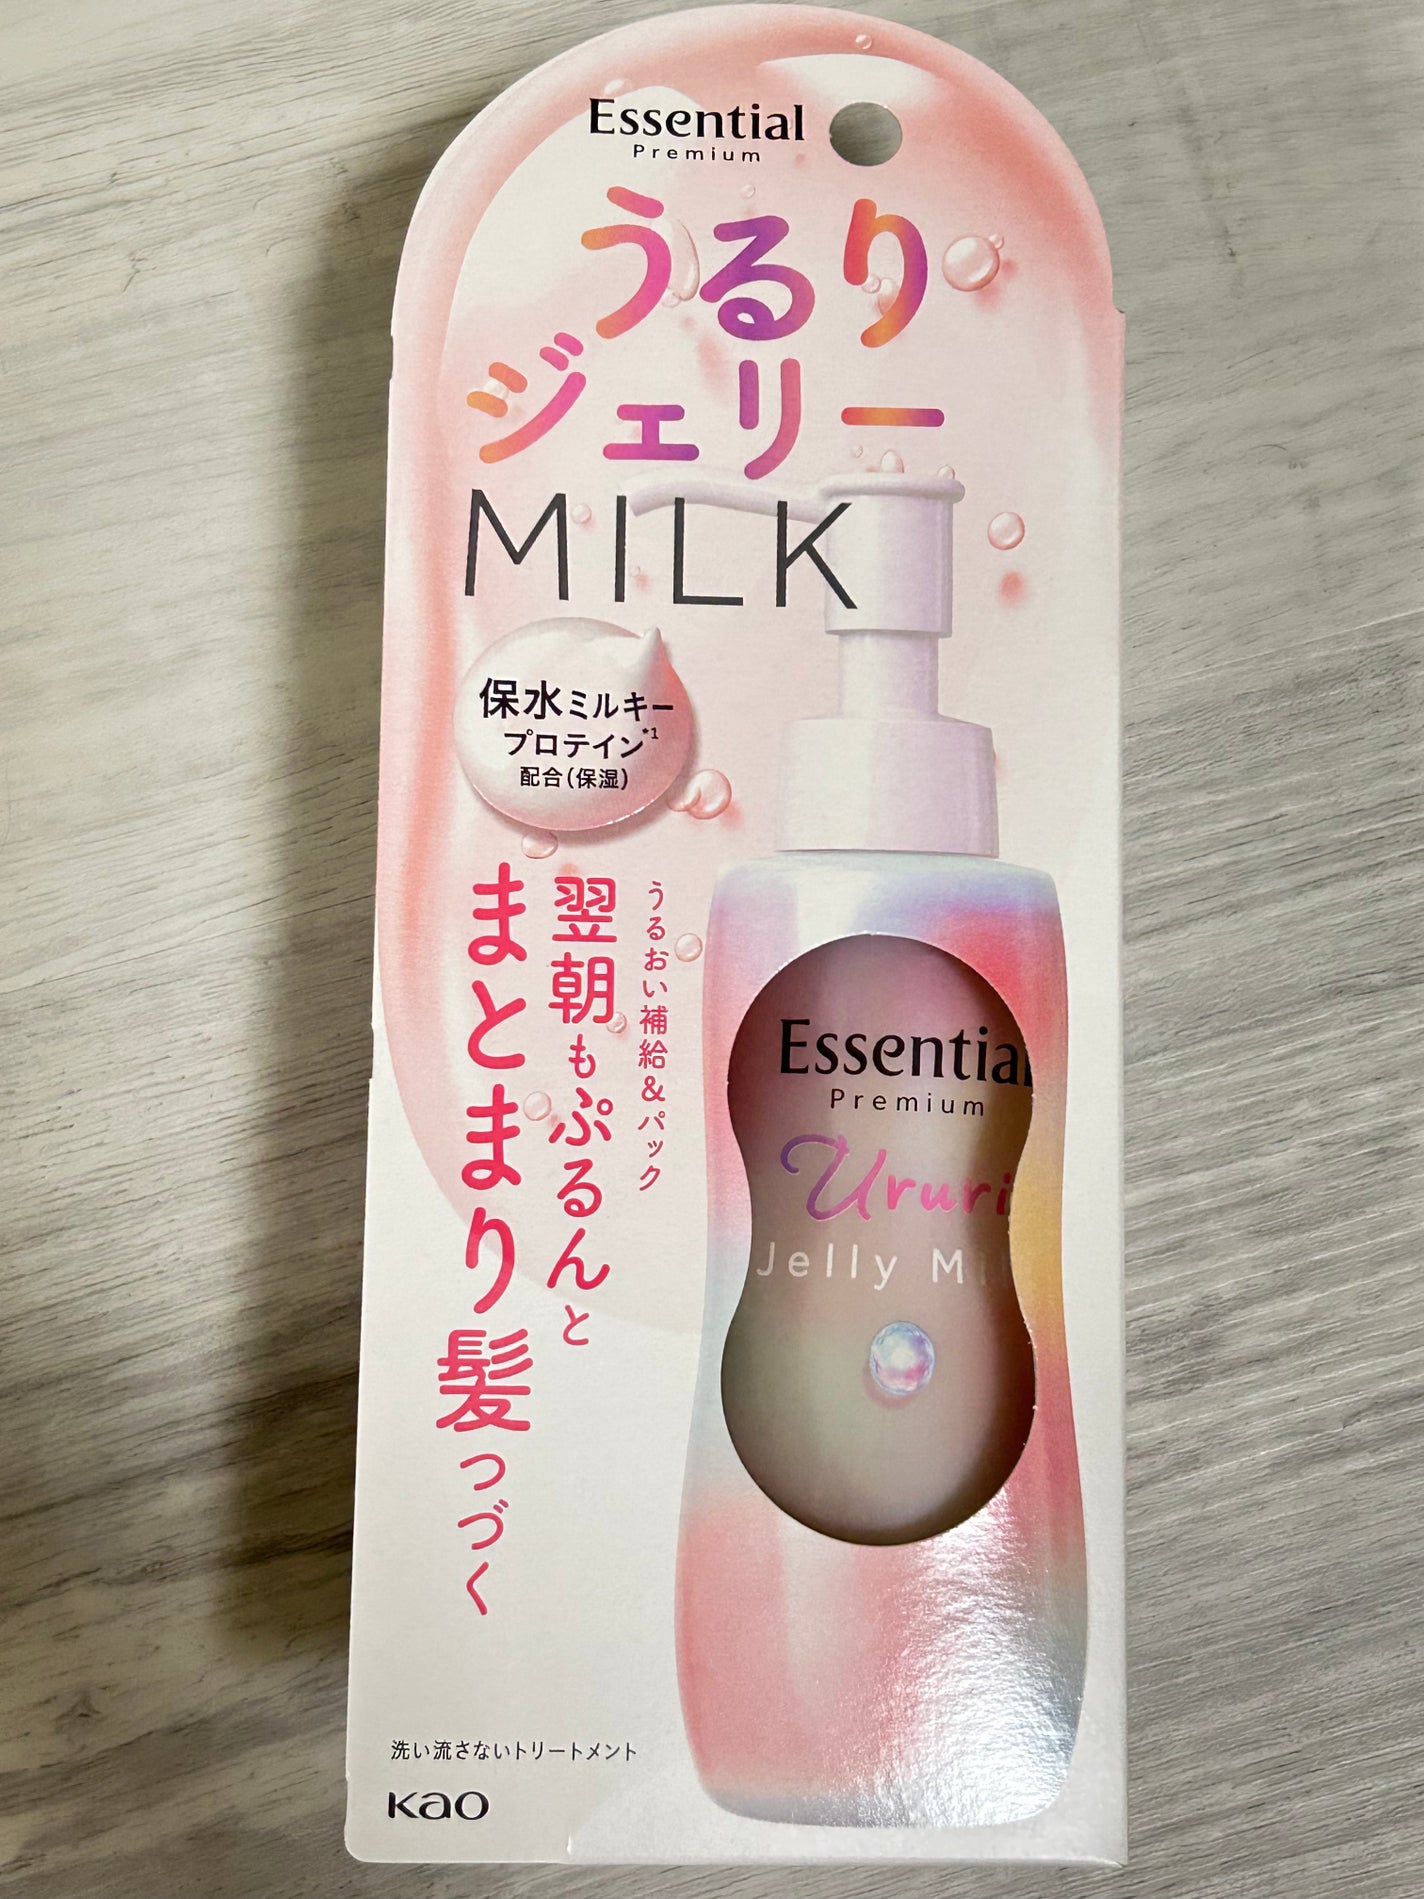 Essential
Premium
うるり
ジェリー
MILK
保水ミルキー
プロテイン*1
配合(保湿)
うるおい補給&パック
翌朝もぷるんと
まとまり髪つづく
Essential
Premium
Ururi
Jelly Mil
洗い流さないトリートメント
Kao